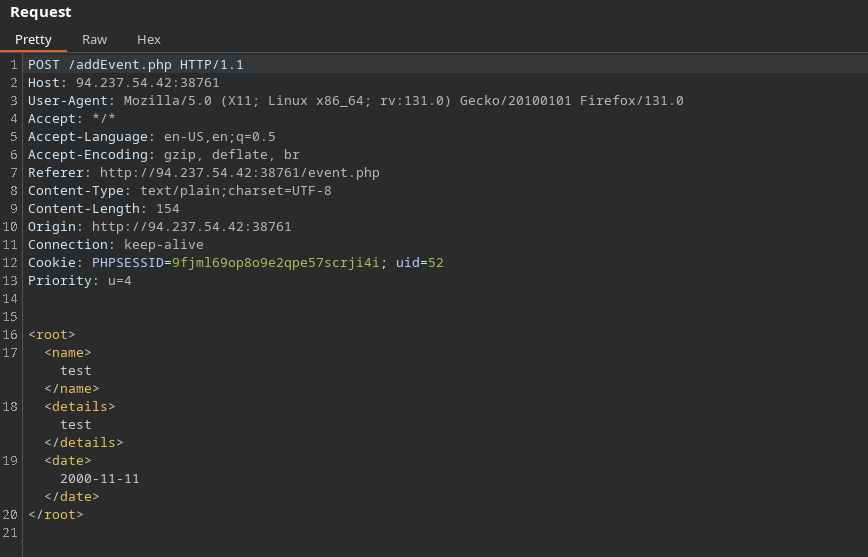 Request
Pretty Raw Hex
1 POST /addEvent.php HTTP/1.1
2 Host: 94.237.54.42:38761
3 User-Agent: Mozilla/5.0 (X11; Linux x86_64; rv:131.0) Gecko/20100101 Firefox/131.0
4 Accept: */*
5 Accept-Language: en-US,en;q=0.5
6 Accept-Encoding: gzip, deflate, br
7 Referer: http://94.237.54.42:38761/event.php
8 Content-Type: text/plain;charset=UTF-8
9 Content-Length: 154
10 Origin: http://94.237.54.42:38761
11 Connection: keep-alive
12 Cookie: PHPSESSID=9fjml69op8o9e2qpe57scrji4i; uid=52
13 Priority: u=4
14
15
16 <root>
17 <name>
test
</name>
18 <details>
test
</details>
19 <date>
2000-11-11
</date>
20 </root>
21